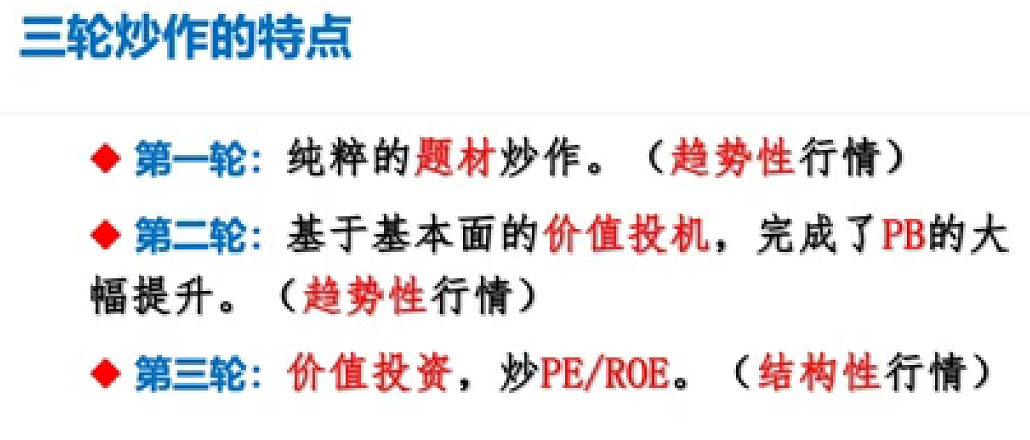 三轮炒作的特点
◆ 第一轮：纯粹的题材炒作。（趋势性行情）
◆ 第二轮：基于基本面的价值投机，完成了PB的大
幅提升。（趋势性行情）
◆ 第三轮：价值投资，炒PE/ROE。（结构性行情）